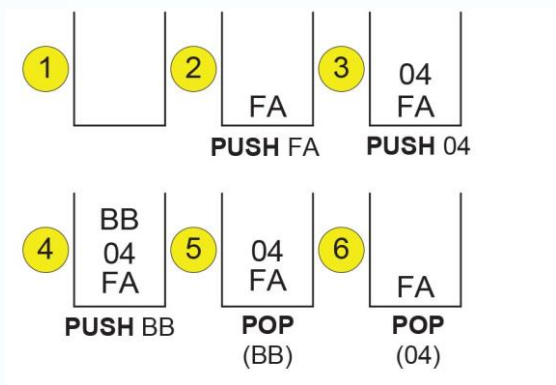 1
2
FA
PUSH FA
3
04
FA
PUSH 04
4
BB
04
FA
PUSH BB
5
04
FA
POP
(BB)
6
FA
POP
(04)